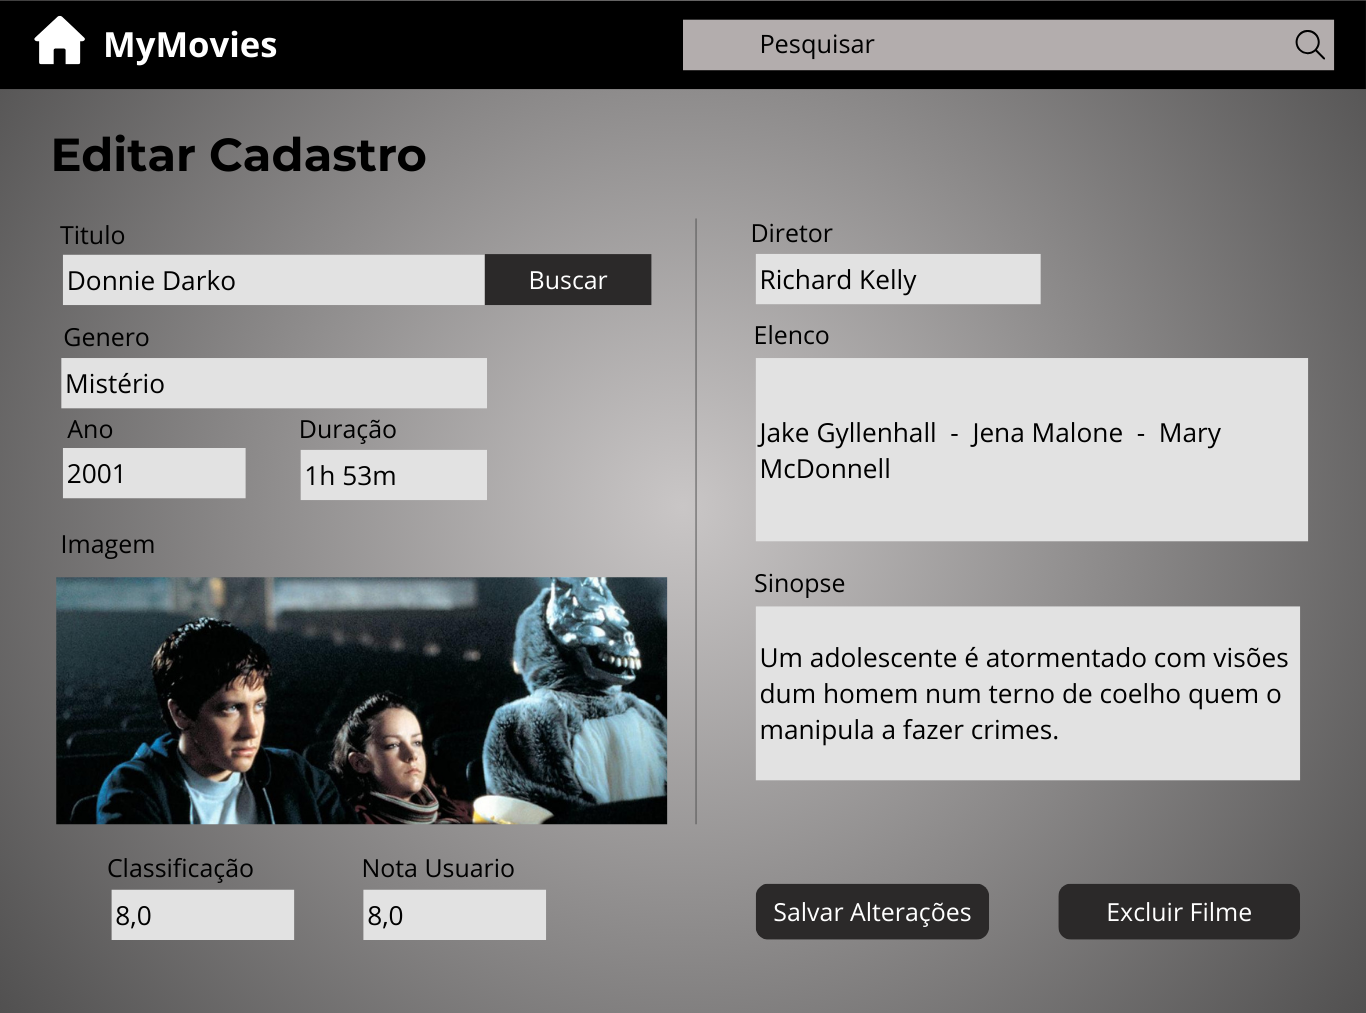 MyMovies
Pesquisar
Editar Cadastro
Titulo
Donnie Darko
Buscar
Genero
Mistério
Ano
Duração
2001
1h 53m
Imagem
Classificação
Nota Usuario
8,0
8,0
Diretor
Richard Kelly
Elenco
Jake Gyllenhall - Jena Malone - Mary
McDonnell
Sinopse
Um adolescente é atormentado com visões
dum homem num terno de coelho quem o
manipula a fazer crimes.
Salvar Alterações
Excluir Filme